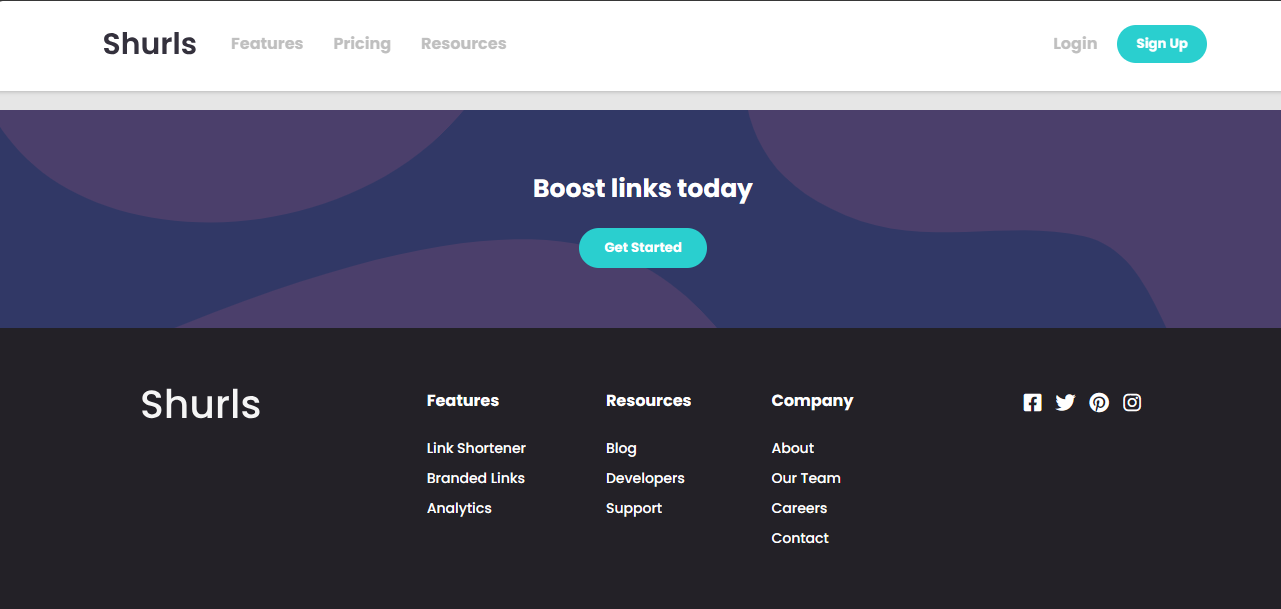 Shurls Features Pricing Resources Login Sign Up
Boost links today
Get Started
Shurls
Features Resources Company
Link Shortener Blog About
Branded Links Developers Our Team
Analytics Support Careers
Contact